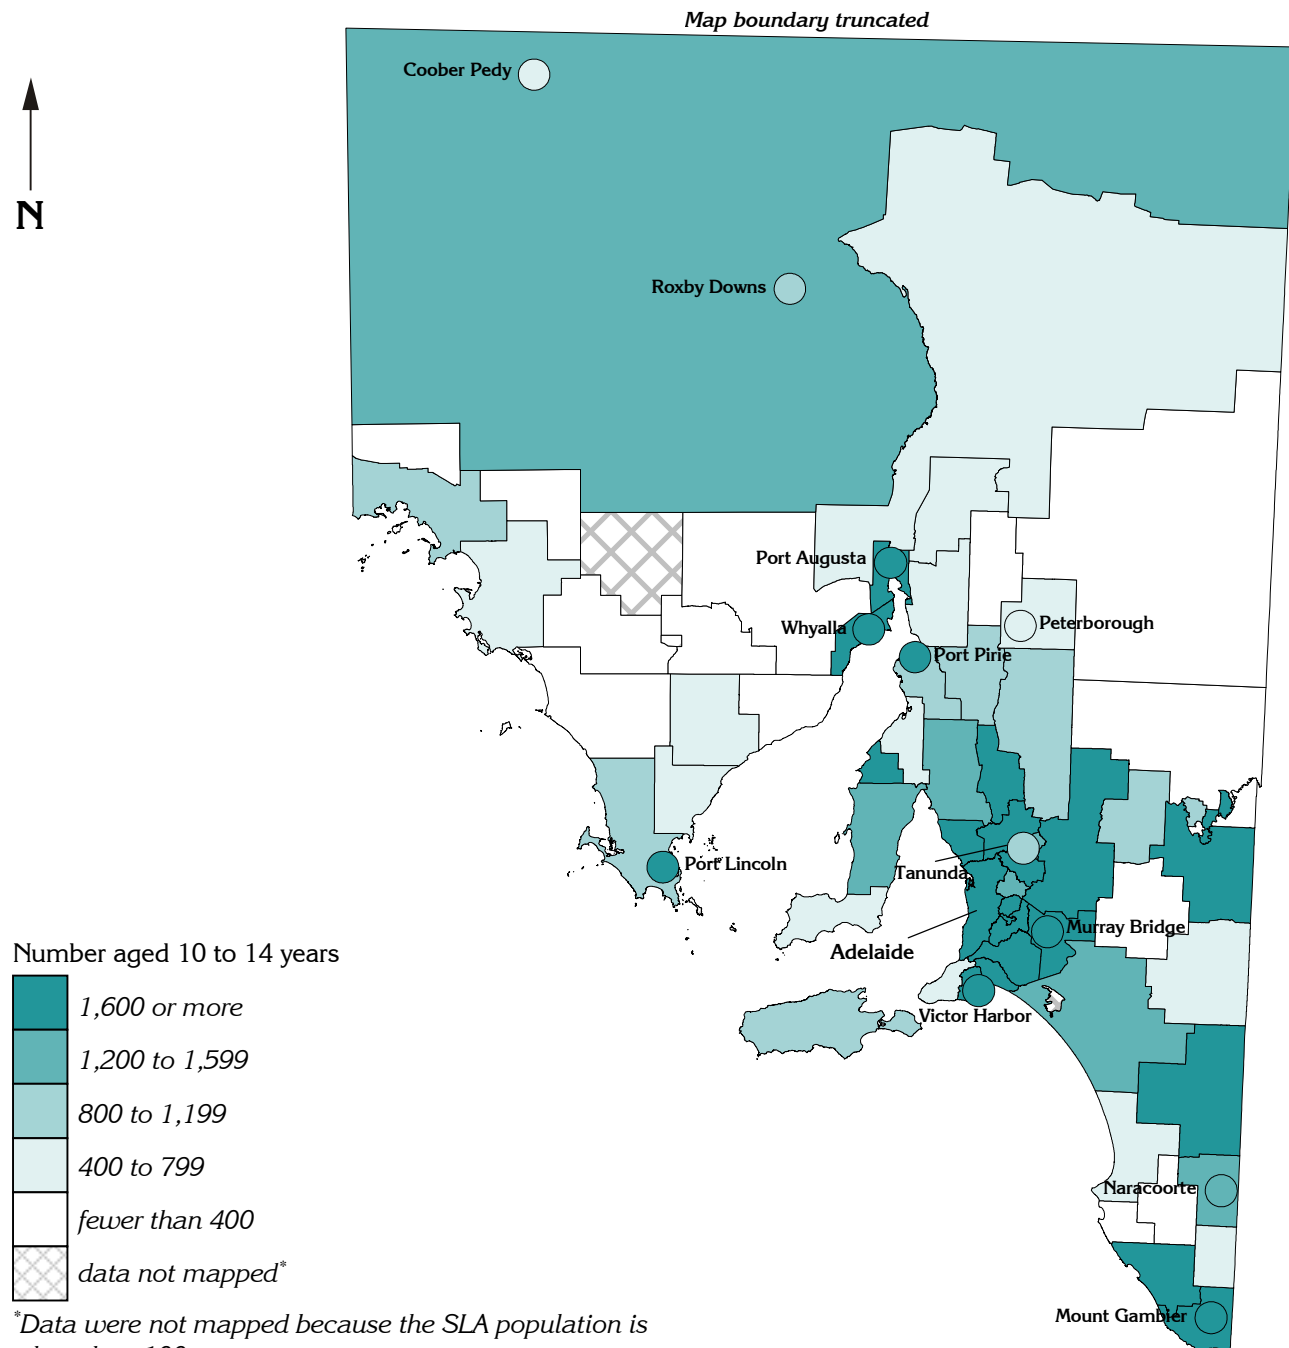 Map boundary truncated
Coober Pedy
N
Roxby Downs
Port Augusta
Whyalla
Peterborough
Port Pirie
Port Lincoln
Tanunda
Murray Bridge
Adelaide
Victor Harbor
Naracoorte
Mount Gambier
Number aged 10 to 14 years
1,600 or more
1,200 to 1,599
800 to 1,199
400 to 799
fewer than 400
data not mapped*
*Data were not mapped because the SLA population is